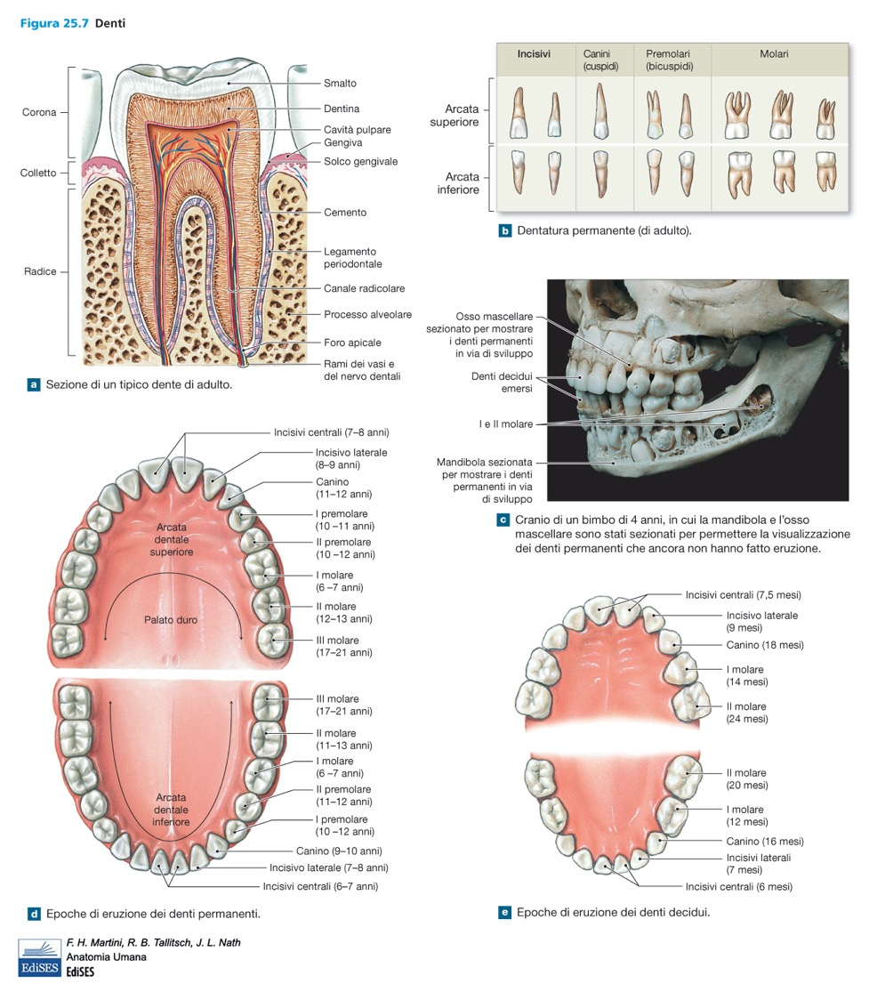 Figura 25.7 Denti
Corona
Colletto
Radice
Smalto
Dentina
Cavità pulpare
Gengiva
Solco gengivale
Cemento
Legamento
periodontale
Canale radicolare
Processo alveolare
Foro apicale
Rami dei vasi e
del nervo dentali
a Sezione di un tipico dente di adulto.
Incisivi
Canini
(cuspidi)
Premolari
(bicuspidi)
Molari
Arcata
superiore
Arcata
inferiore
b Dentatura permanente (di adulto).
Osso mascellare
sezionato per mostrare
i denti permanenti
in via di sviluppo
Denti decidui
emersi
I e II molare
Mandibola sezionata
per mostrare i denti
permanenti in via
di sviluppo
c Cranio di un bimbo di 4 anni, in cui la mandibola e l'osso
mascellare sono stati sezionati per permettere la visualizzazione
dei denti permanenti che ancora non hanno fatto eruzione.
Incisivi centrali (7–8 anni)
Incisivo laterale
(8–9 anni)
Canino
(11–12 anni)
I premolare
(10 –11 anni)
II premolare
(10 –12 anni)
I molare
(6 –7 anni)
II molare
(12–13 anni)
III molare
(17–21 anni)
Arcata
dentale
superiore
Palato duro
III molare
(17–21 anni)
II molare
(11–13 anni)
I molare
(6 –7 anni)
II premolare
(11–12 anni)
I premolare
(10 –12 anni)
Canino (9–10 anni)
Incisivo laterale (7–8 anni)
Incisivi centrali (6–7 anni)
Arcata
dentale
inferiore
d Epoche di eruzione dei denti permanenti.
Incisivi centrali (7,5 mesi)
Incisivo laterale
(9 mesi)
Canino (18 mesi)
I molare
(14 mesi)
II molare
(24 mesi)
II molare
(20 mesi)
I molare
(12 mesi)
Canino (16 mesi)
Incisivi laterali
(7 mesi)
Incisivi centrali (6 mesi)
e Epoche di eruzione dei denti decidui.
EdiSES
F. H. Martini, R. B. Tallitsch, J. L. Nath
Anatomia Umana
EdiSES